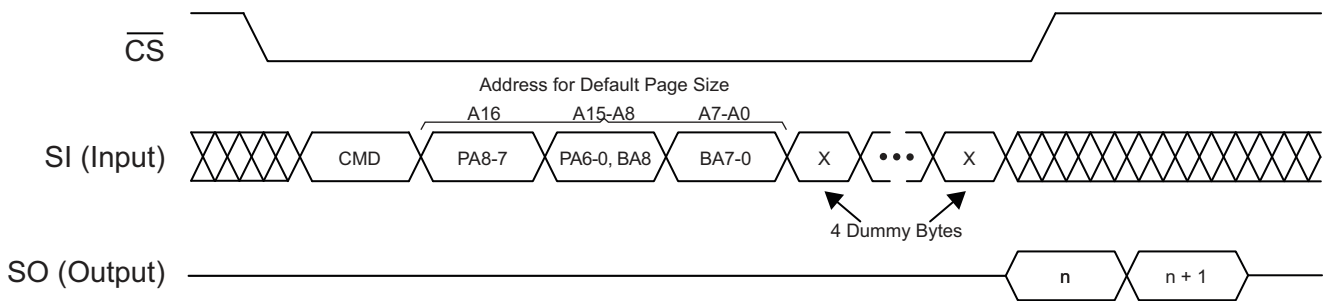 CS
Address for Default Page Size
A16 A15-A8 A7-A0
SI (Input) CMD PA8-7 PA6-0, BA8 BA7-0 X ••• X
4 Dummy Bytes
SO (Output) n n + 1